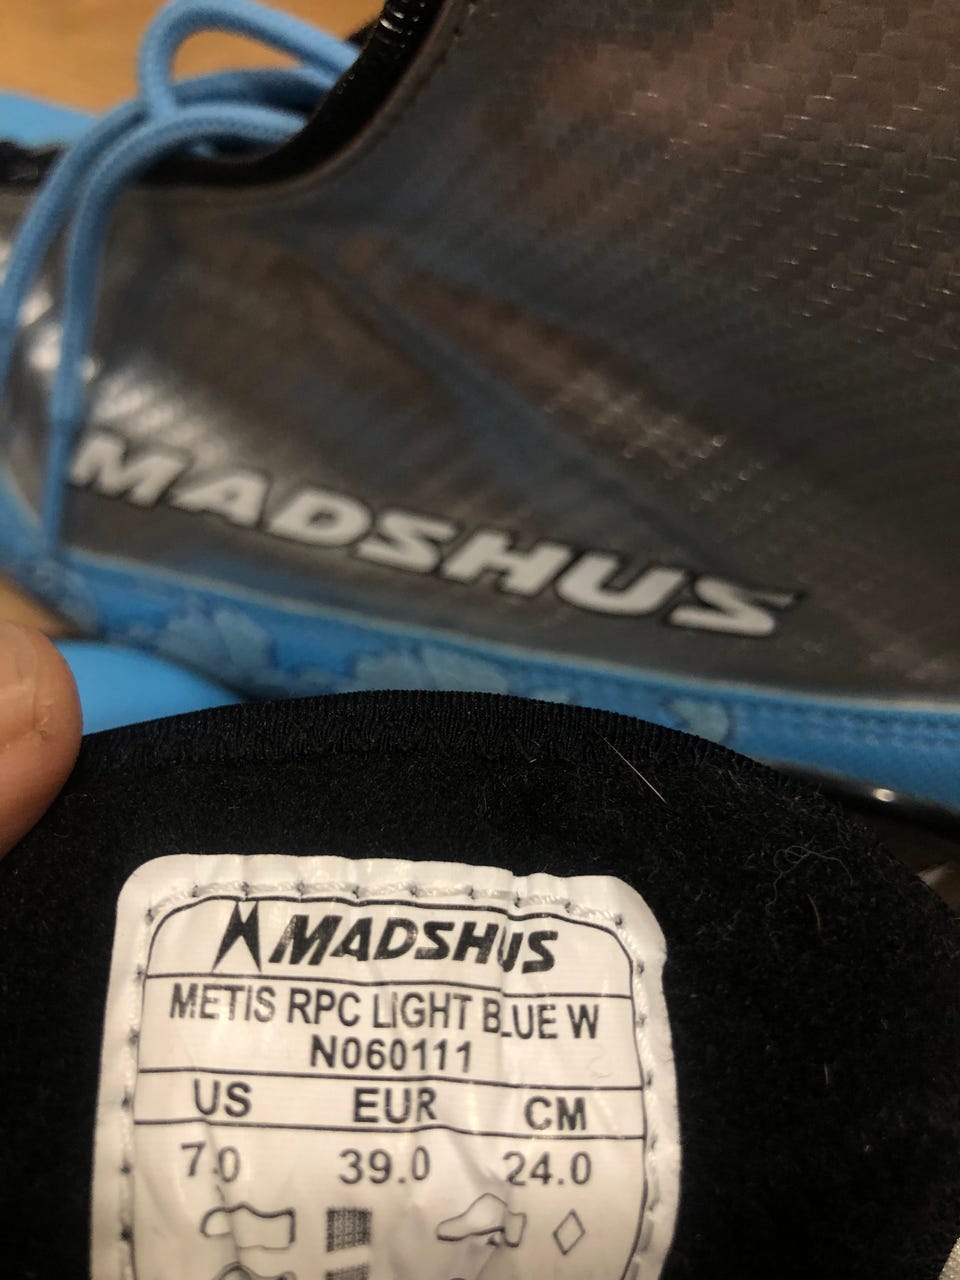 MADSHUS
MADSHUS
METIS RPC LIGHT BLUE W
N060111
US EUR CM
7.0 39.0 24.0